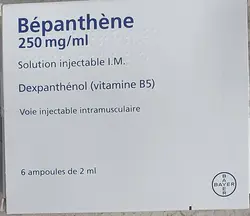 Bépanthène
250 mg/ml
Solution injectable I.M.
Dexpanthénol (vitamine B5)
Voie injectable intramusculaire
6 ampoules de 2 ml
BAYER